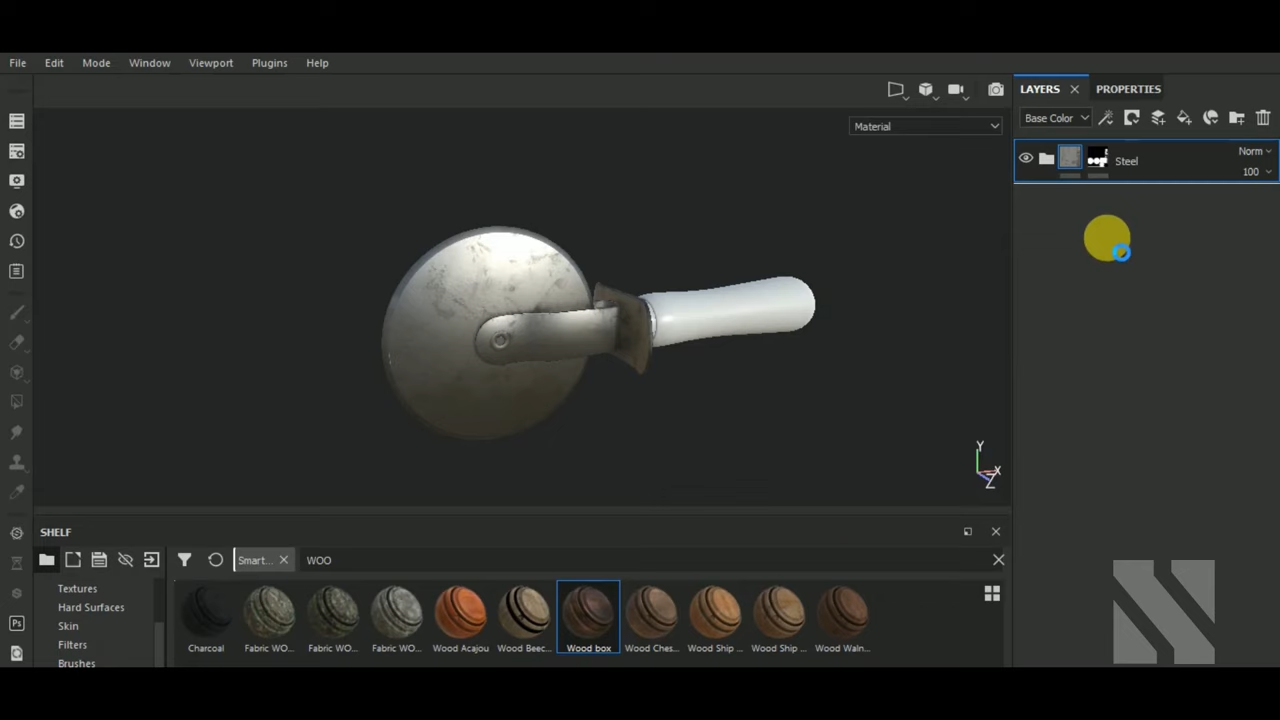 File Edit Mode Window Viewport Plugins Help
LAYERS PROPERTIES
Material
Base Color
Steel
Norm
100
Y
X
Z
SHELF
Smart... WOO
Textures
Hard Surfaces
Skin
Filters
Brushes
Charcoal Fabric WO... Fabric WO... Fabric WO... Wood Acajou Wood Beec... Wood box Wood Ches... Wood Ship ... Wood Ship ... Wood Waln...
Ps